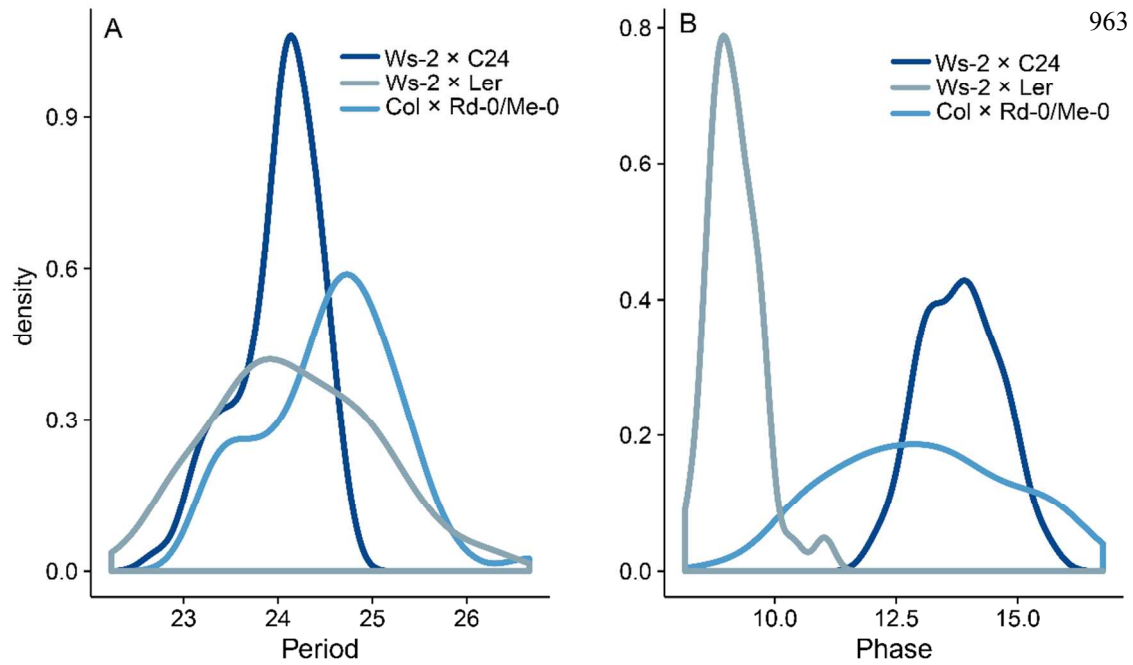 963
A
Ws-2 × C24
Ws-2 × Ler
Col × Rd-0/Me-0
0.9
0.6
0.3
0.0
density
23 24 25 26
Period
B
Ws-2 × C24
Ws-2 × Ler
Col × Rd-0/Me-0
0.8
0.6
0.4
0.2
0.0
10.0 12.5 15.0
Phase